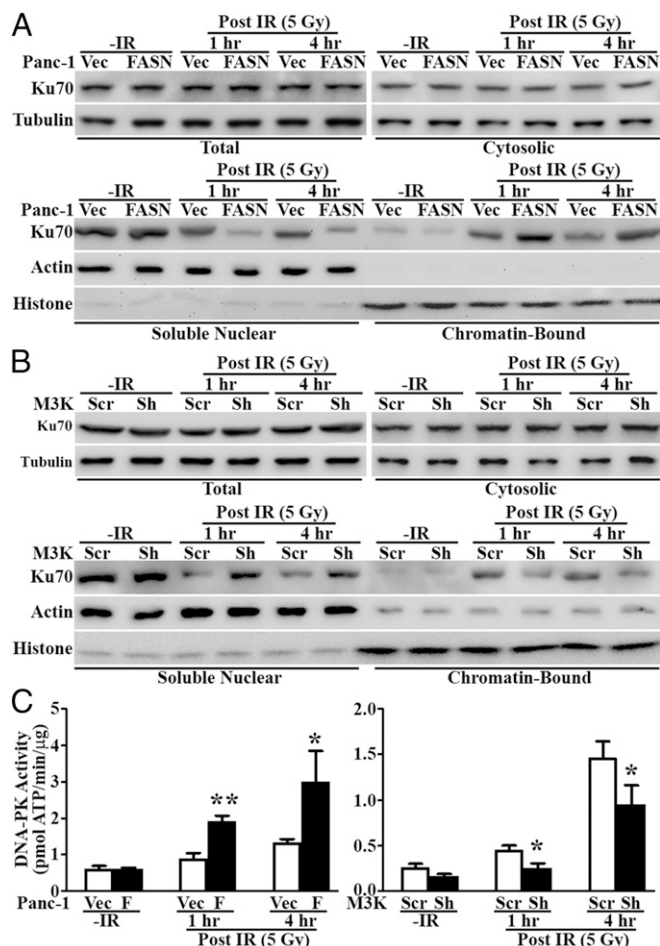 A
Post IR (5 Gy) Post IR (5 Gy)
-IR 1 hr 4 hr -IR 1 hr 4 hr
Panc-1 Vec FASN Vec FASN Vec FASN Vec FASN Vec FASN Vec FASN
Ku70
Tubulin
Total Cytosolic
Post IR (5 Gy) Post IR (5 Gy)
-IR 1 hr 4 hr -IR 1 hr 4 hr
Panc-1 Vec FASN Vec FASN Vec FASN Vec FASN Vec FASN Vec FASN
Ku70
Actin
Histone
Soluble Nuclear Chromatin-Bound
B
Post IR (5 Gy) Post IR (5 Gy)
-IR 1 hr 4 hr -IR 1 hr 4 hr
M3K Scr Sh Scr Sh Scr Sh Scr Sh Scr Sh Scr Sh
Ku70
Tubulin
Total Cytosolic
Post IR (5 Gy) Post IR (5 Gy)
-IR 1 hr 4 hr -IR 1 hr 4 hr
M3K Scr Sh Scr Sh Scr Sh Scr Sh Scr Sh Scr Sh
Ku70
Actin
Histone
Soluble Nuclear Chromatin-Bound
C
DNA-PK Activity
(pmol ATP/min/µg)
5
4
3
2
1
0
**
*
Panc-1 Vec F Vec F Vec F
-IR 1 hr 4 hr
Post IR (5 Gy)
2.0
1.5
1.0
0.5
0.0
*
*
M3K Scr Sh Scr Sh Scr Sh
-IR 1 hr 4 hr
Post IR (5 Gy)